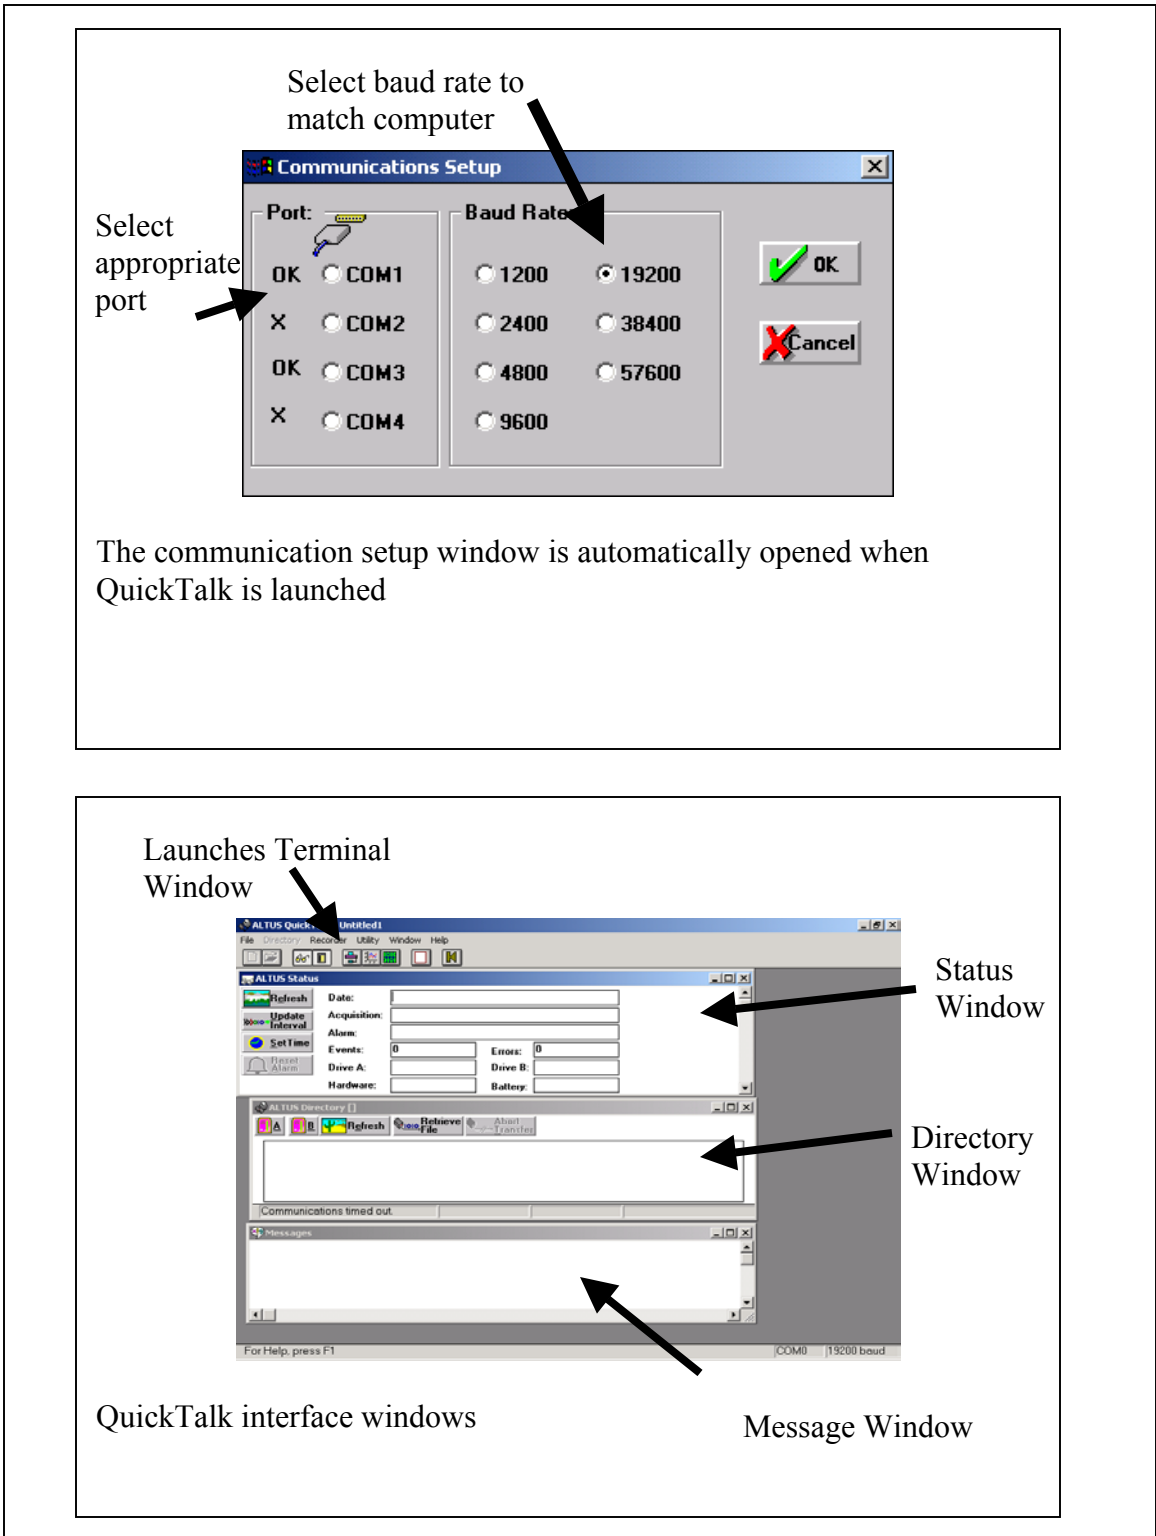 Select baud rate to
match computer
Communications Setup
Select
appropriate
port
Port:
OK COM1
X COM2
OK COM3
X COM4
Baud Rate
1200 19200
2400 38400
4800 57600
9600
OK
Cancel
The communication setup window is automatically opened when
QuickTalk is launched
Launches Terminal
Window
ALTUS Quick Untitled1
File Directory Recorder Utility Window Help
ALTUS Status
Refresh
Update
Interval
SetTime
Reset
Alarm
Date:
Acquisition:
Alarm:
Events: 0 Errors: 0
Drive A: Drive B:
Hardware: Battery:
Status
Window
ALTUS Directory []
A B Refresh Retrieve
File
Abort
Transfer
Communications timed out.
Directory
Window
Messages
For Help, press F1 COM0 19200 baud
QuickTalk interface windows
Message Window